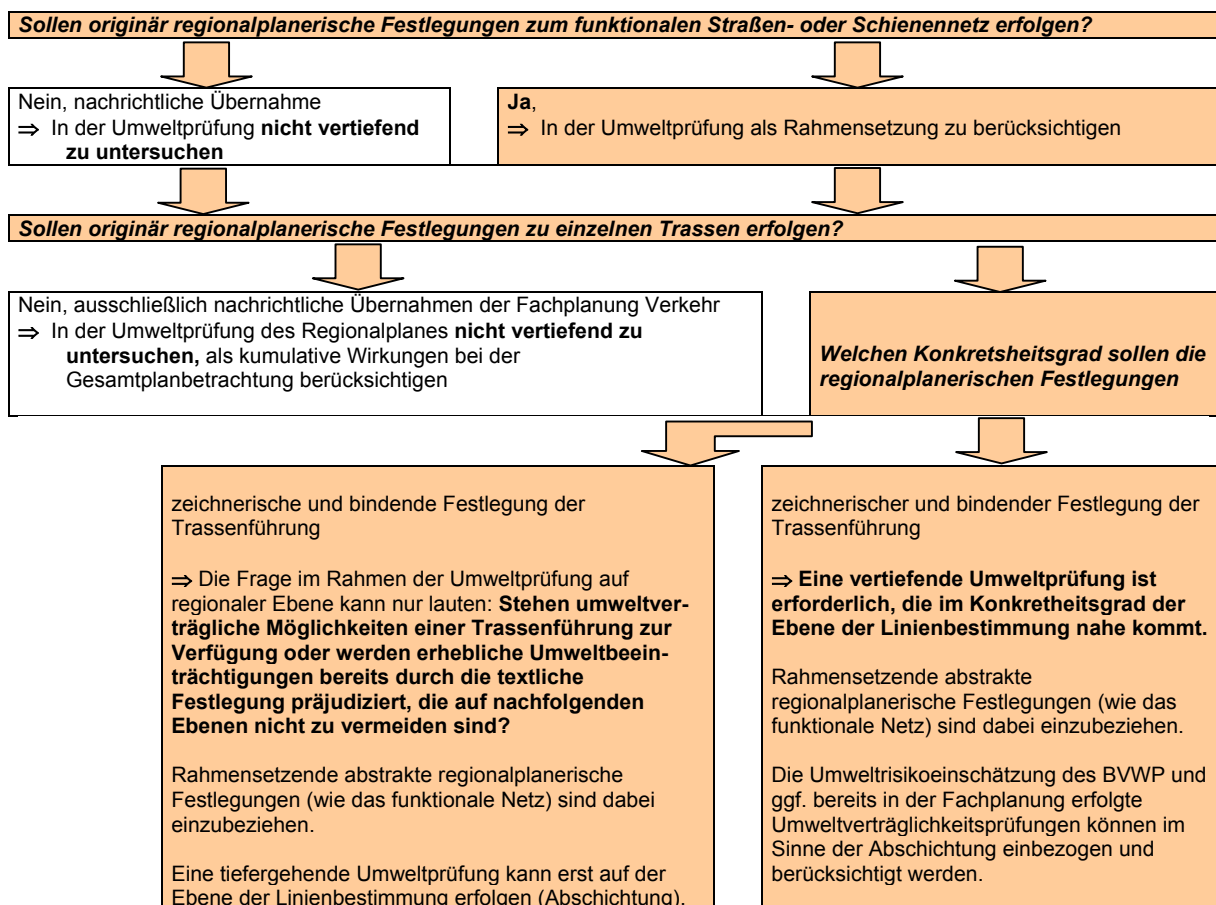 Sollen originär regionalplanerische Festlegungen zum funktionalen Straßen- oder Schienennetz erfolgen?
Nein, nachrichtliche Übernahme
⇒ In der Umweltprüfung nicht vertiefend
zu untersuchen
Ja,
⇒ In der Umweltprüfung als Rahmensetzung zu berücksichtigen
Sollen originär regionalplanerische Festlegungen zu einzelnen Trassen erfolgen?
Nein, ausschließlich nachrichtliche Übernahmen der Fachplanung Verkehr
⇒ In der Umweltprüfung des Regionalplanes nicht vertiefend zu
untersuchen, als kumulative Wirkungen bei der
Gesamtplanbetrachtung berücksichtigen
Welchen Konkretsheitsgrad sollen die
regionalplanerischen Festlegungen
zeichnerische und bindende Festlegung der
Trassenführung
⇒ Die Frage im Rahmen der Umweltprüfung auf
regionaler Ebene kann nur lauten: Stehen umweltver-
trägliche Möglichkeiten einer Trassenführung zur
Verfügung oder werden erhebliche Umweltbeein-
trächtigungen bereits durch die textliche
Festlegung präjudiziert, die auf nachfolgenden
Ebenen nicht zu vermeiden sind?
Rahmensetzende abstrakte regionalplanerische
Festlegungen (wie das funktionale Netz) sind dabei
einzubeziehen.
Eine tiefergehende Umweltprüfung kann erst auf der
Ebene der Linienbestimmung erfolgen (Abschichtung).
zeichnerischer und bindender Festlegung der
Trassenführung
⇒ Eine vertiefende Umweltprüfung ist
erforderlich, die im Konkretheitsgrad der
Ebene der Linienbestimmung nahe kommt.
Rahmensetzende abstrakte
regionalplanerische Festlegungen (wie das
funktionale Netz) sind dabei einzubeziehen.
Die Umweltrisikoeinschätzung des BVWP und
ggf. bereits in der Fachplanung erfolgte
Umweltverträglichkeitsprüfungen können im
Sinne der Abschichtung einbezogen und
berücksichtigt werden.